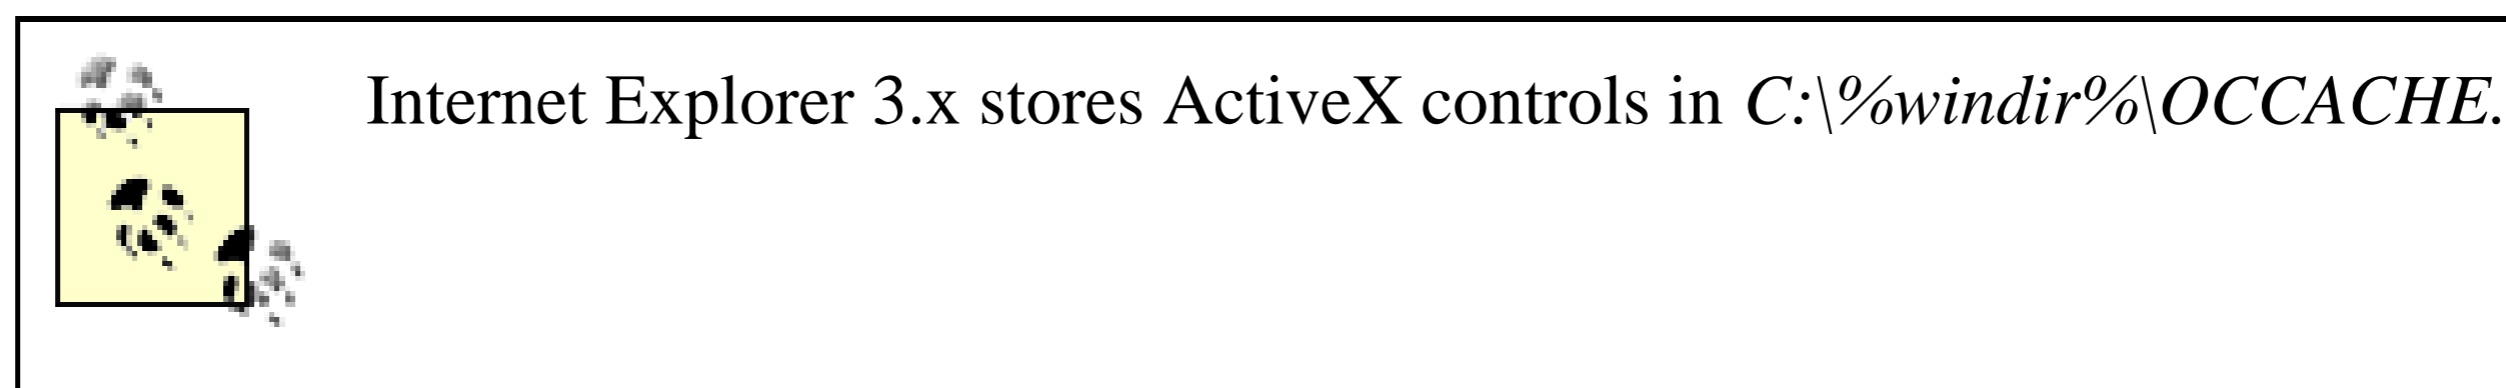 Internet Explorer 3.x stores ActiveX controls in C:\%windir%\OCCACHE.